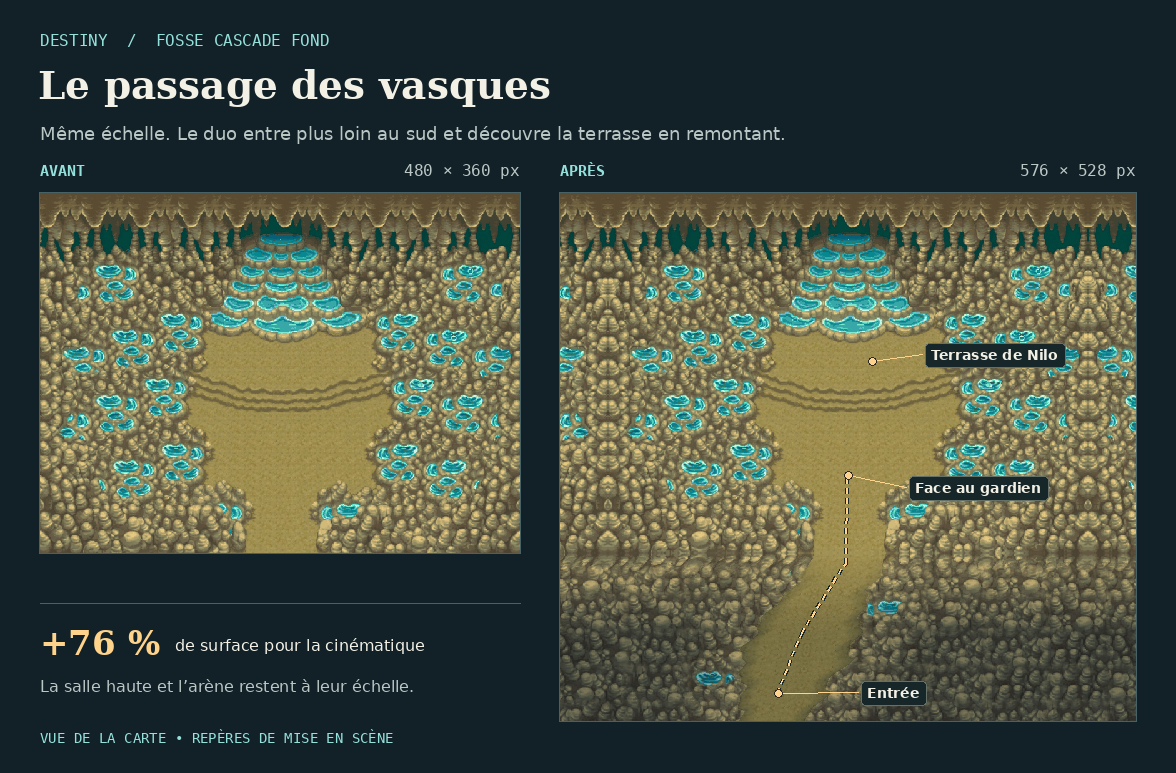 DESTINY / FOSSE CASCADE FOND
Le passage des vasques
Même échelle. Le duo entre plus loin au sud et découvre la terrasse en remontant.
AVANT 480 × 360 px
APRÈS 576 × 528 px
Terrasse de Nilo
Face au gardien
Entrée
+76 % de surface pour la cinématique
La salle haute et l’arène restent à leur échelle.
VUE DE LA CARTE • REPÈRES DE MISE EN SCÈNE